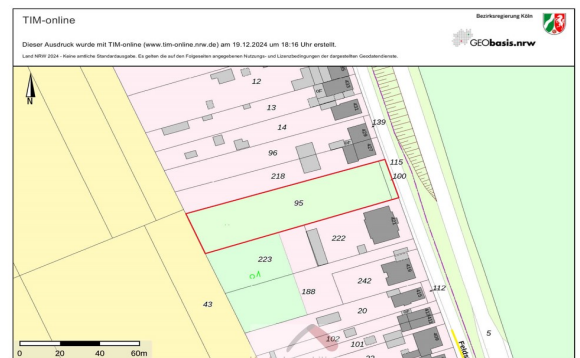 TIM-online
Bezirksregierung Köln
GEObasis.nrw
Dieser Ausdruck wurde mit TIM-online (www.tim-online.nrw.de) am 19.12.2024 um 18:16 Uhr erstellt.
Land NRW 2024 - Keine amtliche Standardausgabe. Es gelten die auf den Folgeseiten angegebenen Nutzungs- und Lizenzbedingungen der dargestellten Geodatendienste.
N
12
13
14
139
96
115
218
100
95
222
223
242
188
112
43
20
102
101
5
Felds
0 20 40 60m